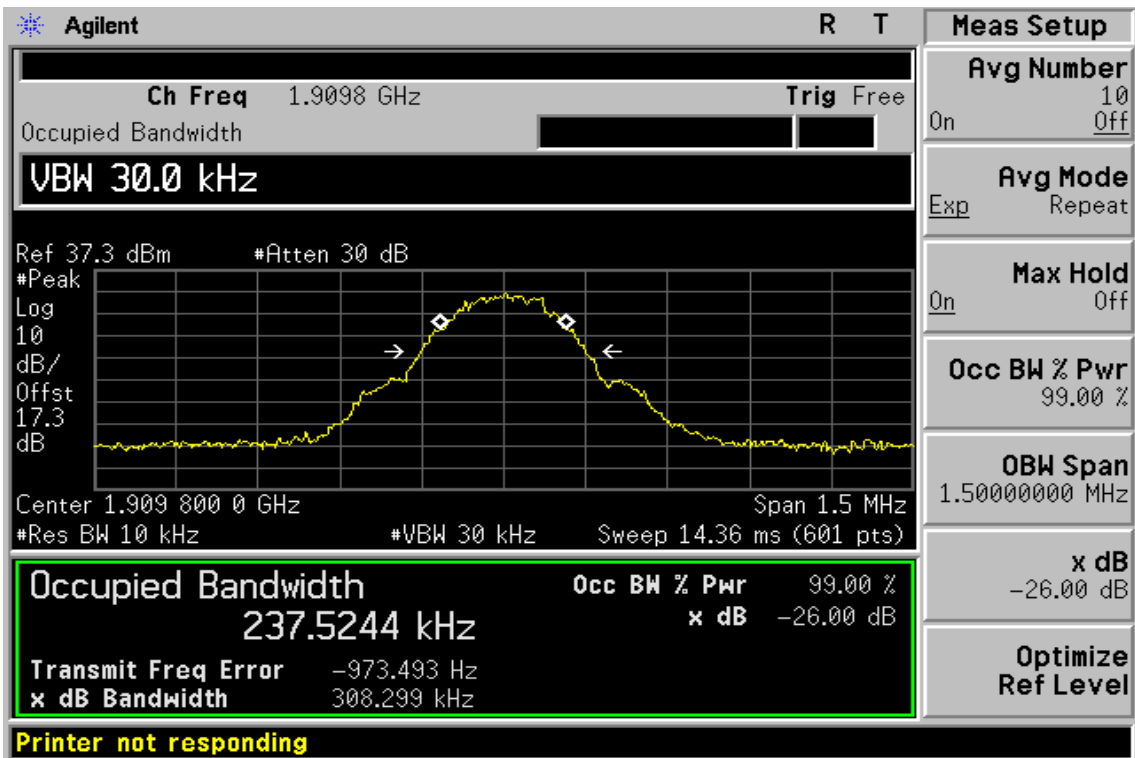 Agilent R T
Ch Freq 1.9098 GHz Trig Free
Occupied Bandwidth
VBW 30.0 kHz
Ref 37.3 dBm #Atten 30 dB
#Peak
Log
10
dB/
Offst
17.3
dB
Center 1.909 800 0 GHz Span 1.5 MHz
#Res BW 10 kHz #VBW 30 kHz Sweep 14.36 ms (601 pts)
Occupied Bandwidth Occ BW % Pwr 99.00 %
237.5244 kHz x dB -26.00 dB
Transmit Freq Error -973.493 Hz
x dB Bandwidth 308.299 kHz
Printer not responding
Meas Setup
Avg Number
10
On Off
Avg Mode
Exp Repeat
Max Hold
On Off
Occ BW % Pwr
99.00 %
OBW Span
1.50000000 MHz
x dB
-26.00 dB
Optimize
Ref Level